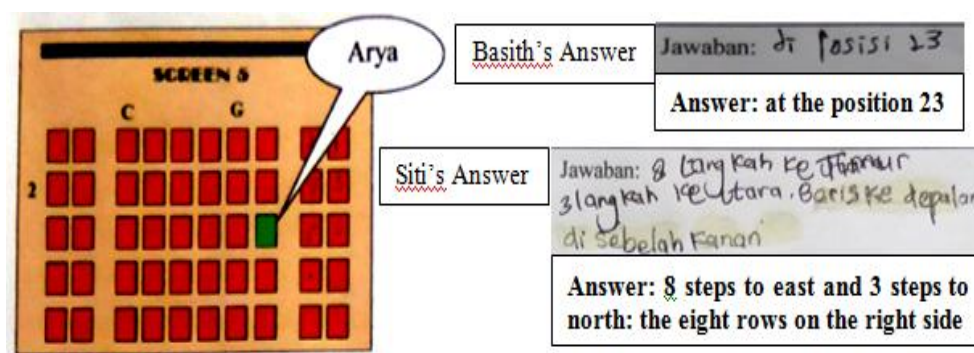 SCREEN 5
C G
2
Arya
Basith's Answer
Jawaban: di Posisi 23
Answer: at the position 23
Siti's Answer
Jawaban: 8 Langkah ke Timur
3 langkah ke Utara. Baris ke depalan
di Sebelah Kanan
Answer: 8 steps to east and 3 steps to
north: the eight rows on the right side